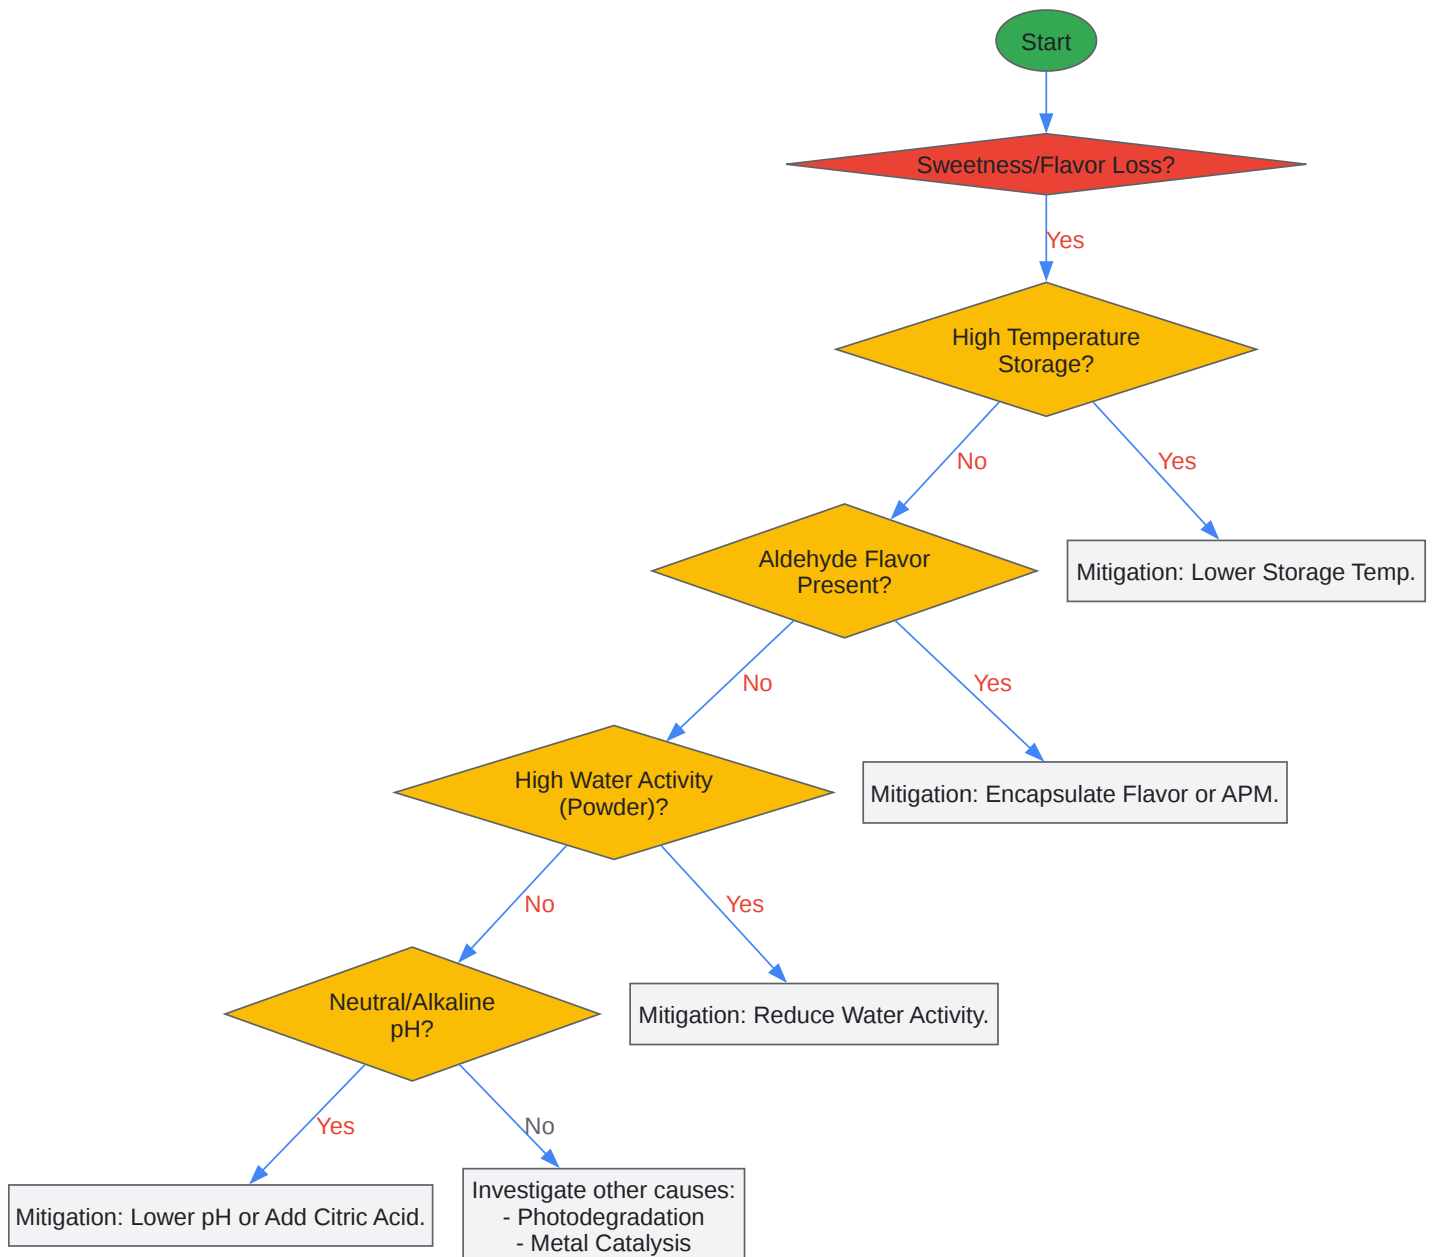 Start
Sweetness/Flavor Loss?
Yes
High Temperature
Storage?
No
Yes
Aldehyde Flavor
Present?
Mitigation: Lower Storage Temp.
No
Yes
High Water Activity
(Powder)?
Mitigation: Encapsulate Flavor or APM.
No
Yes
Neutral/Alkaline
pH?
Mitigation: Reduce Water Activity.
Yes
No
Mitigation: Lower pH or Add Citric Acid.
Investigate other causes:
- Photodegradation
- Metal Catalysis